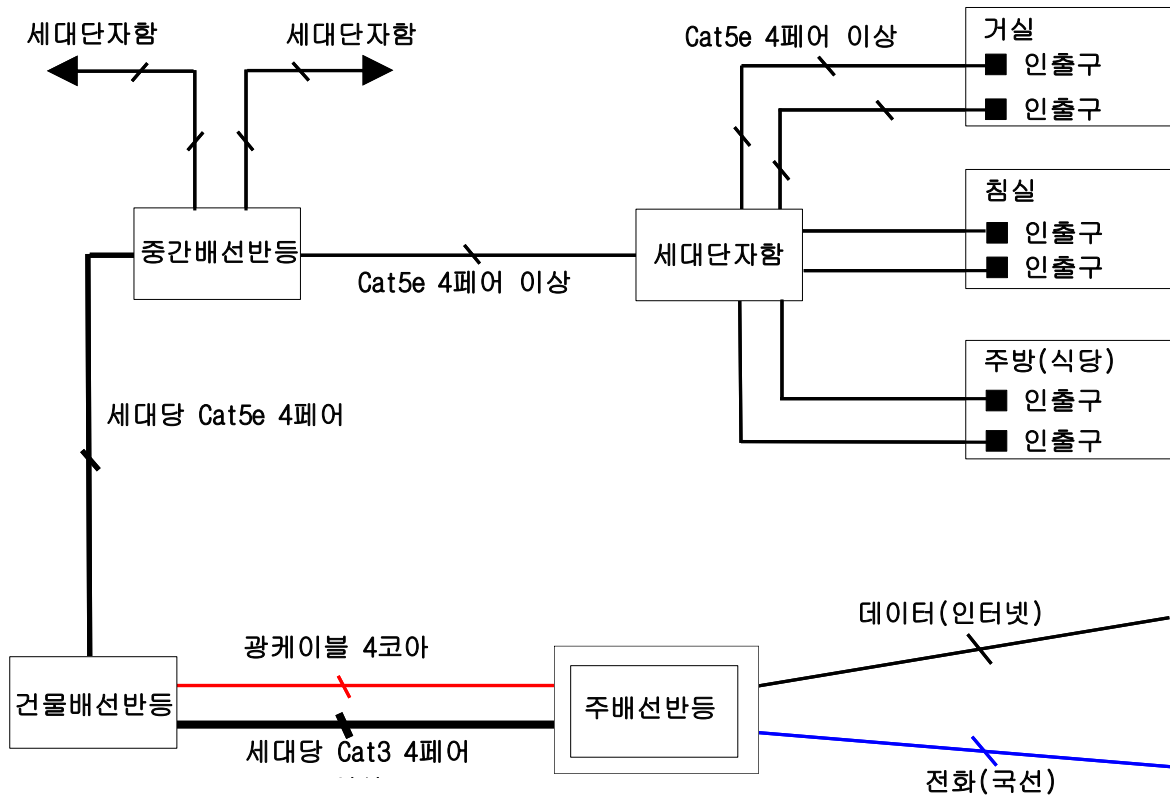 세대단자함
세대단자함
Cat5e 4페어 이상
거실
인출구
인출구
침실
인출구
인출구
중간배선반등
세대단자함
Cat5e 4페어 이상
주방(식당)
인출구
인출구
세대당 Cat5e 4페어
데이터(인터넷)
광케이블 4코아
건물배선반등
주배선반등
세대당 Cat3 4페어
전화(국선)